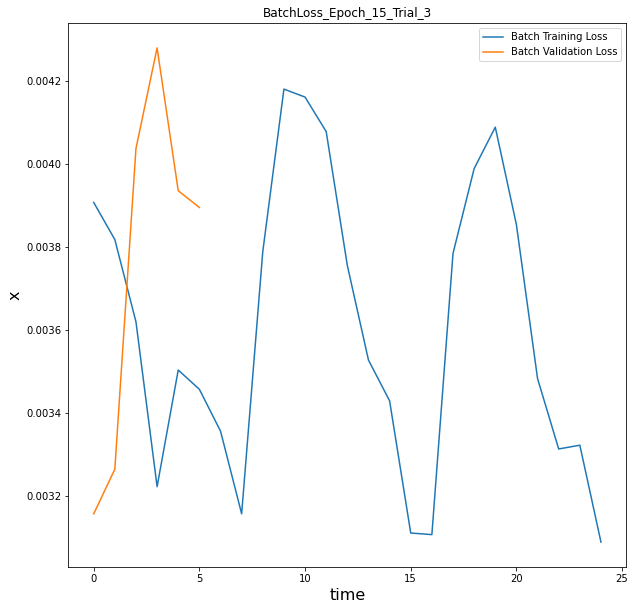 BatchLoss_Epoch_15_Trial_3
Batch Training Loss
Batch Validation Loss
0.0042
0.0040
0.0038
0.0036
0.0034
0.0032
x
0 5 10 15 20 25
time